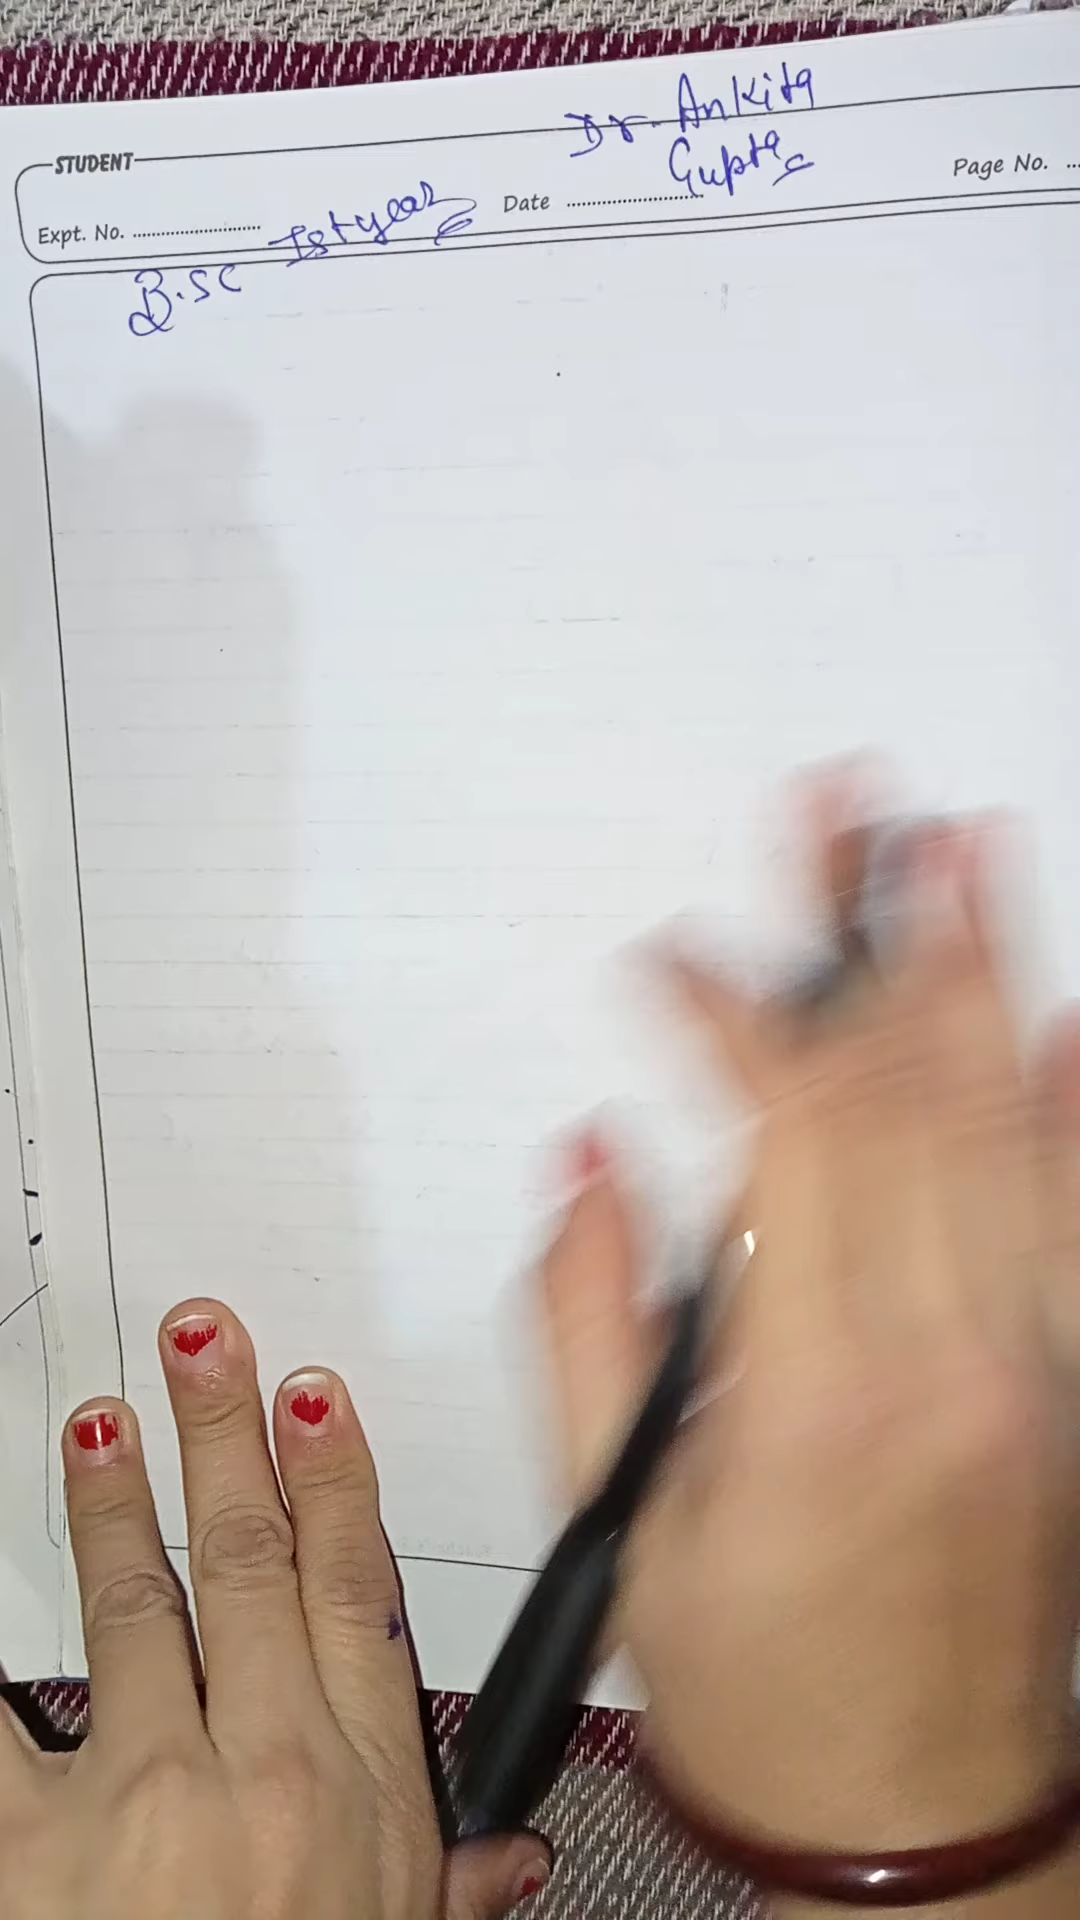 Dr. Ankita
Gupta
STUDENT
Page No. ...
Date ............................
Expt. No. ..........................
B.SC Ist year